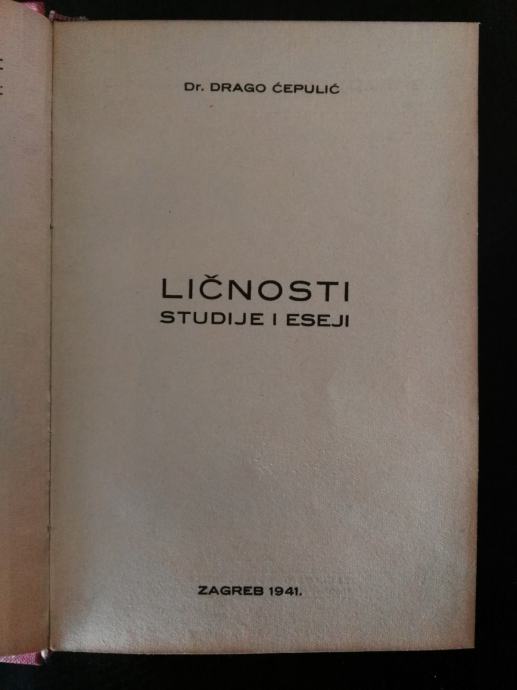 Dr. DRAGO ĆEPULIĆ
LIČNOSTI
STUDIJE I ESEJI
ZAGREB 1941.